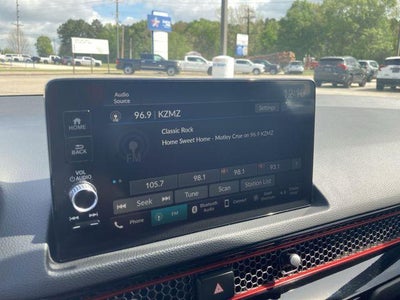 Audio
Source
96.9 | KZMZ
Settings
HOME
Classic Rock
Home Sweet Home - Motley Crue on 96.9 KZMZ
FM
BACK
VOL
AUDIO
105.7
98.1
98.1
93.1
Seek
Tune
Scan
Station List
Phone
FM
Bluetooth
Audio
Connect